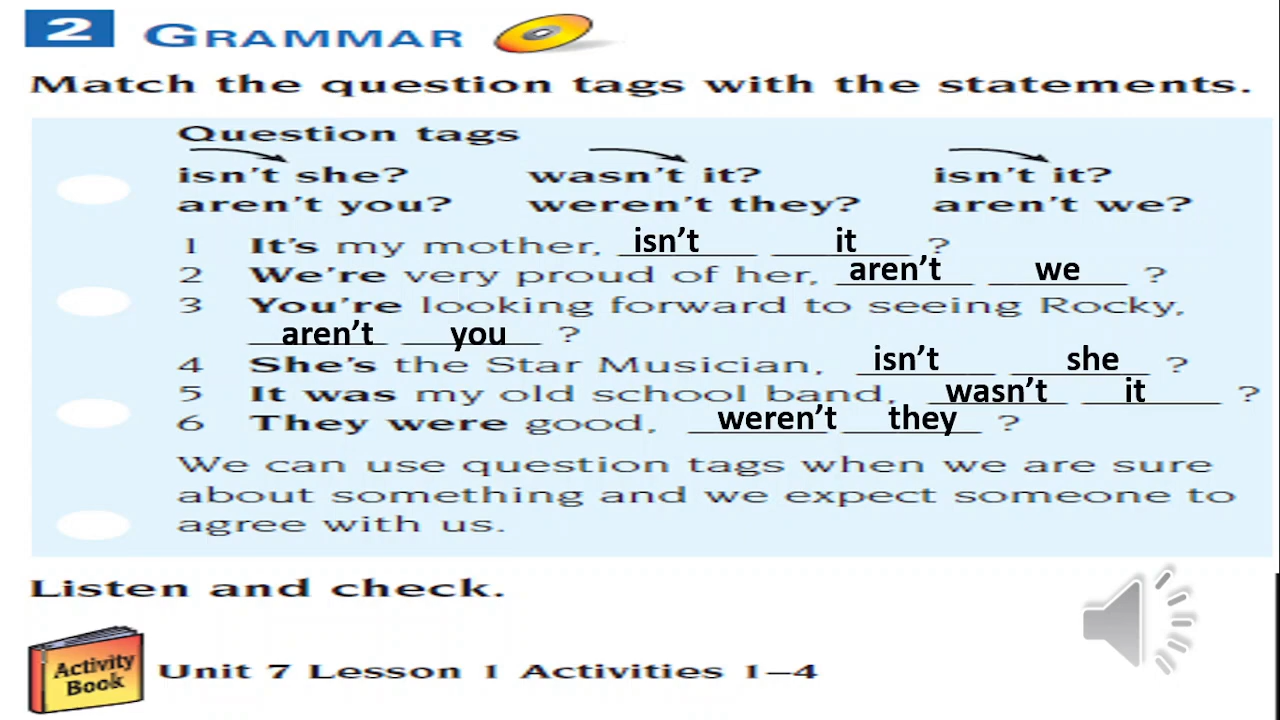 2 GRAMMAR
Match the question tags with the statements.
Question tags
isn't she? wasn't it? isn't it?
aren't you? weren't they? aren't we?
1 It's my mother, isn't it ?
2 We're very proud of her, aren't we ?
3 You're looking forward to seeing Rocky,
aren't you ?
4 She's the Star Musician, isn't she ?
5 It was my old school band, wasn't it ?
6 They were good, weren't they ?
We can use question tags when we are sure
about something and we expect someone to
agree with us.
Listen and check.
Activity
Book
Unit 7 Lesson 1 Activities 1–4